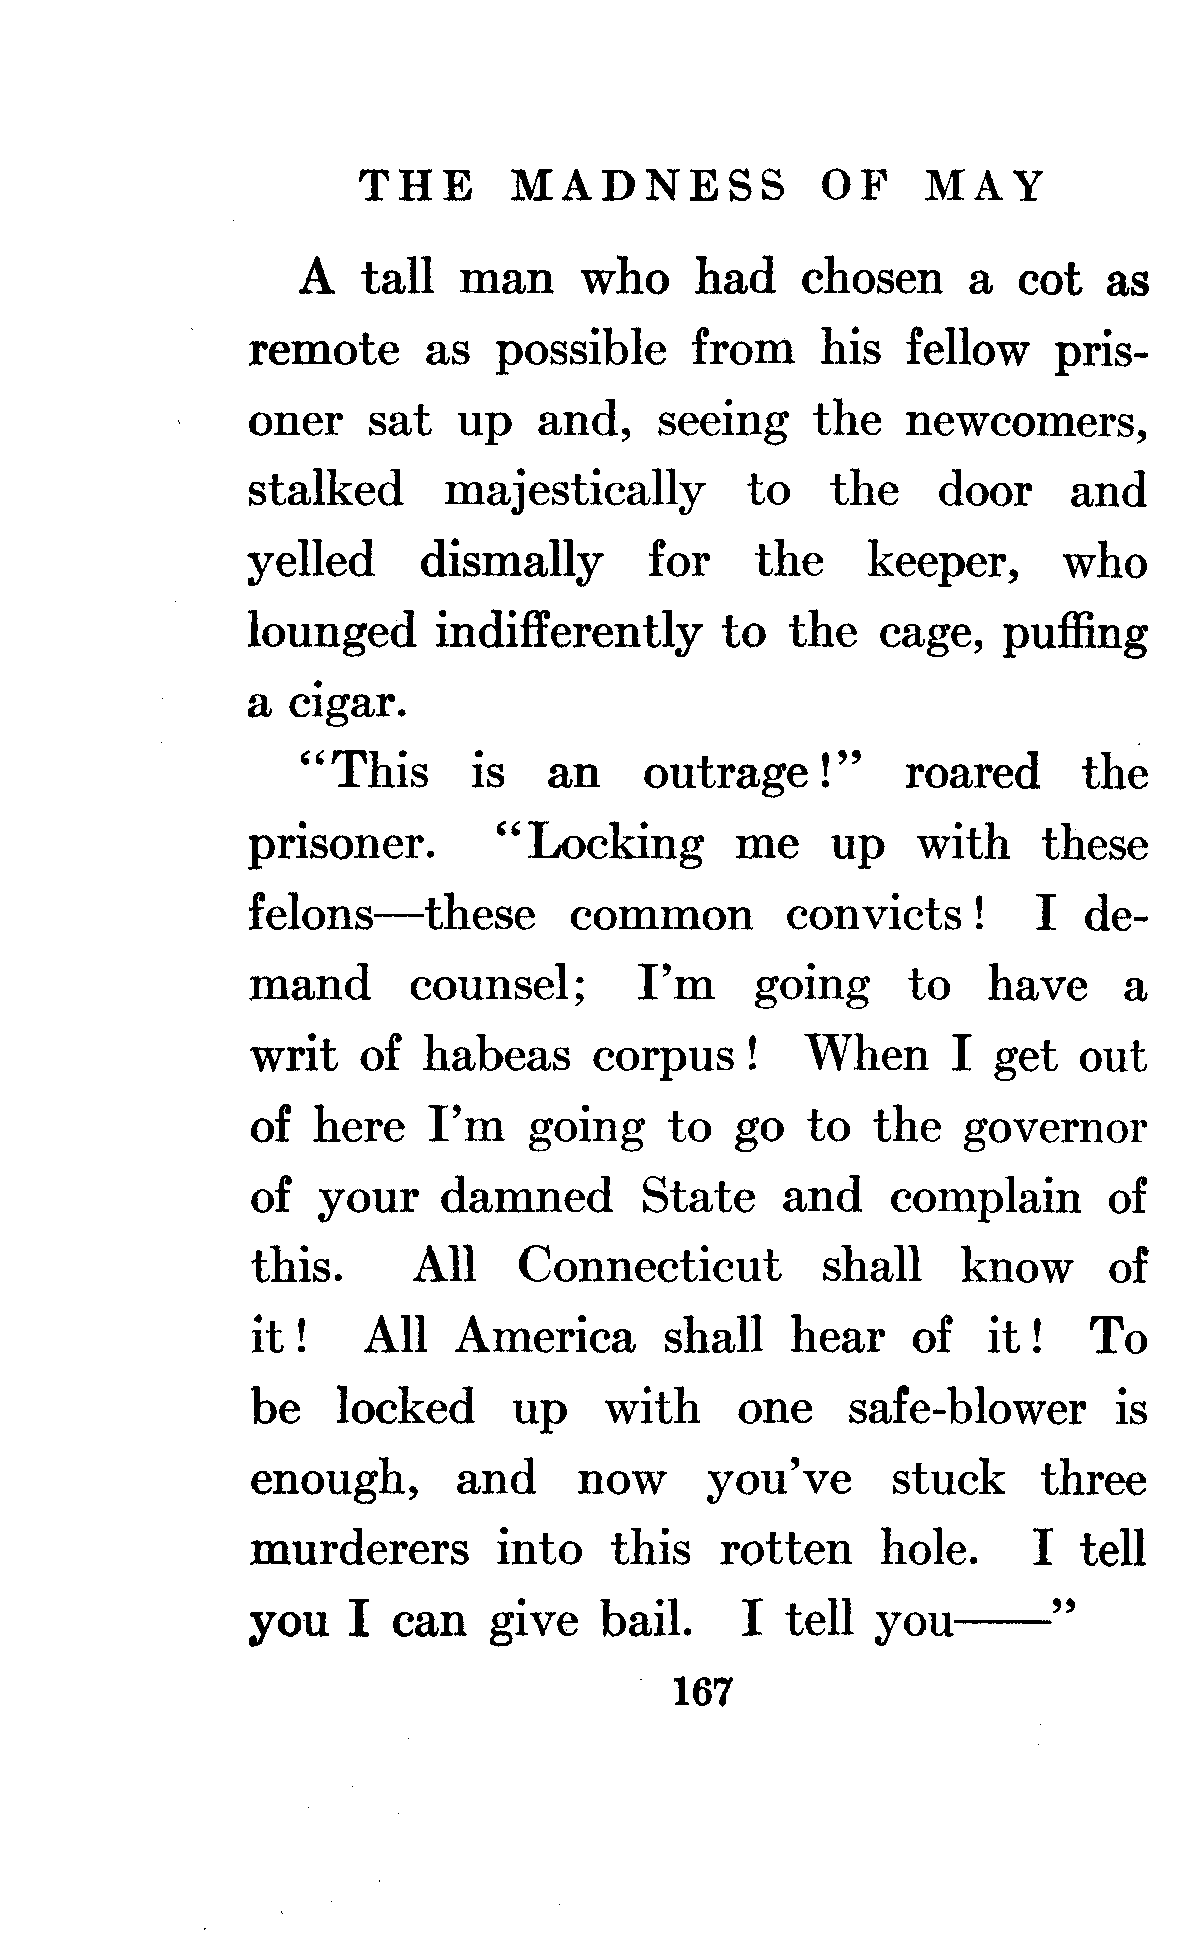 THE MADNESS OF MAY
A tall man who had chosen a cot as
remote as possible from his fellow pris-
oner sat up and, seeing the newcomers,
stalked majestically to the door and
yelled dismally for the keeper, who
lounged indifferently to the cage, puffing
a cigar.
“This is an outrage!” roared the
prisoner. “Locking me up with these
felons—these common convicts! I de-
mand counsel; I’m going to have a
writ of habeas corpus! When I get out
of here I’m going to go to the governor
of your damned State and complain of
this. All Connecticut shall know of
it! All America shall hear of it! To
be locked up with one safe-blower is
enough, and now you’ve stuck three
murderers into this rotten hole. I tell
you I can give bail. I tell you——”
167